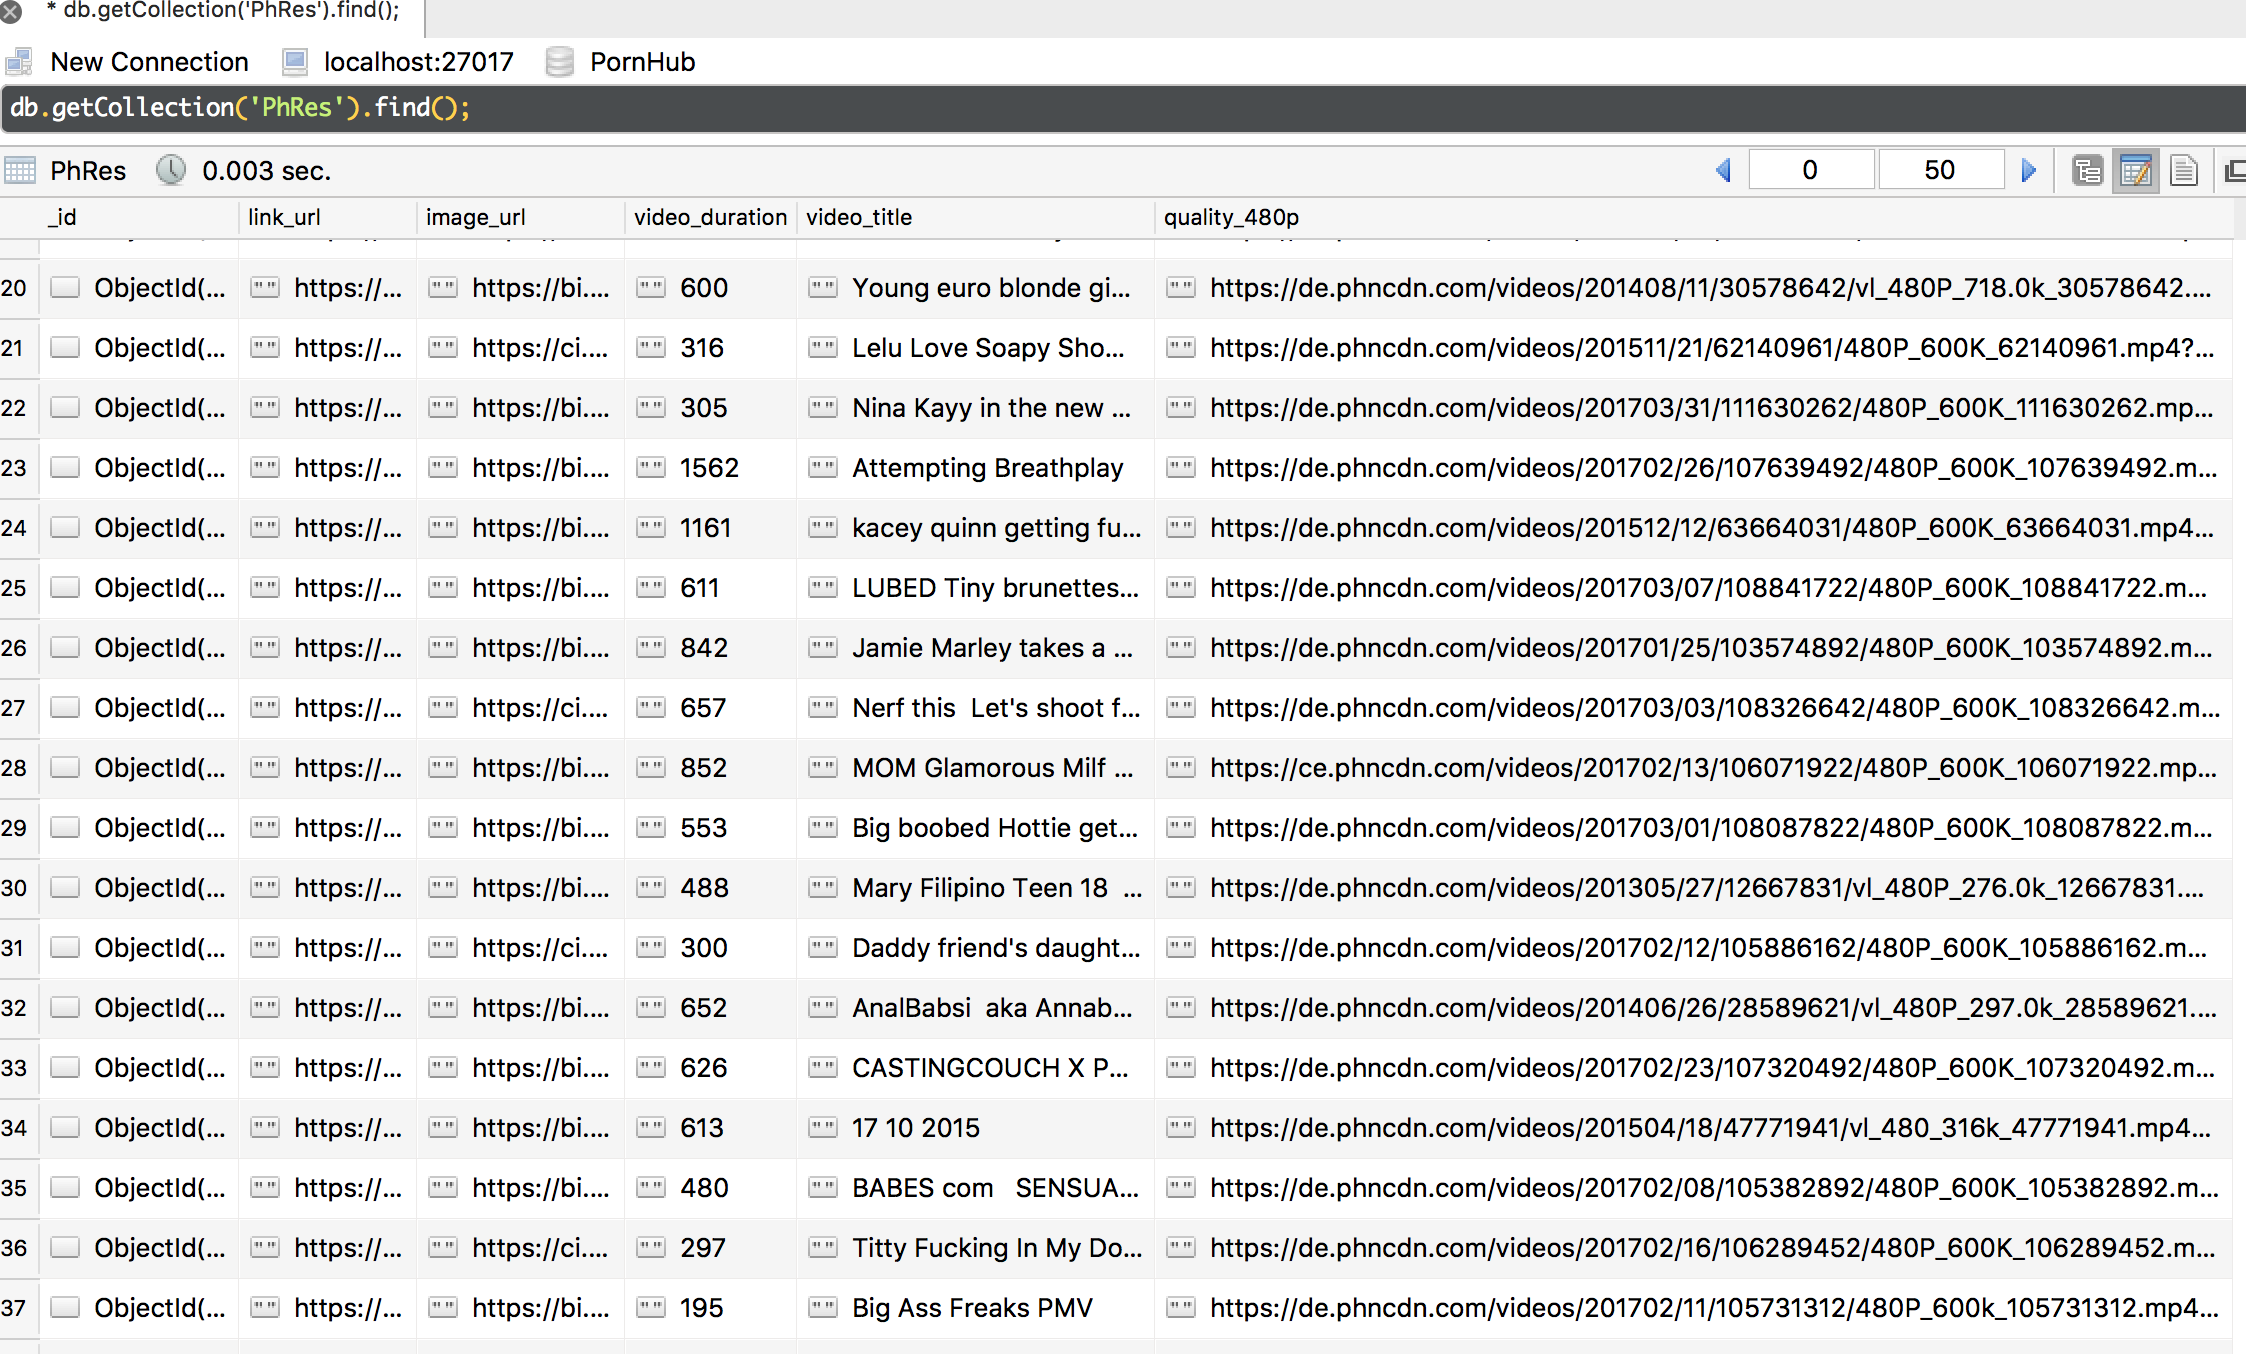 * db.getCollection('PhRes').find();
New Connection localhost:27017 PornHub
db.getCollection('PhRes').find();
PhRes 0.003 sec. 0 50
_id link_url image_url video_duration video_title quality_480p
20 ObjectId(... https://... https://bi.... 600 Young euro blonde gi... https://de.phncdn.com/videos/201408/11/30578642/vl_480P_718.0k_30578642....
21 ObjectId(... https://... https://ci.... 316 Lelu Love Soapy Sho... https://de.phncdn.com/videos/201511/21/62140961/480P_600K_62140961.mp4?...
22 ObjectId(... https://... https://bi.... 305 Nina Kayy in the new ... https://de.phncdn.com/videos/201703/31/111630262/480P_600K_111630262.mp...
23 ObjectId(... https://... https://bi.... 1562 Attempting Breathplay https://de.phncdn.com/videos/201702/26/107639492/480P_600K_107639492.m...
24 ObjectId(... https://... https://bi.... 1161 kacey quinn getting fu... https://de.phncdn.com/videos/201512/12/63664031/480P_600K_63664031.mp4...
25 ObjectId(... https://... https://bi.... 611 LUBED Tiny brunettes... https://de.phncdn.com/videos/201703/07/108841722/480P_600K_108841722.m...
26 ObjectId(... https://... https://bi.... 842 Jamie Marley takes a ... https://de.phncdn.com/videos/201701/25/103574892/480P_600K_103574892.m...
27 ObjectId(... https://... https://ci.... 657 Nerf this  Let's shoot f... https://de.phncdn.com/videos/201703/03/108326642/480P_600K_108326642.m...
28 ObjectId(... https://... https://bi.... 852 MOM Glamorous Milf ... https://ce.phncdn.com/videos/201702/13/106071922/480P_600K_106071922.mp...
29 ObjectId(... https://... https://bi.... 553 Big boobed Hottie get... https://de.phncdn.com/videos/201703/01/108087822/480P_600K_108087822.m...
30 ObjectId(... https://... https://bi.... 488 Mary Filipino Teen 18  ... https://de.phncdn.com/videos/201305/27/12667831/vl_480P_276.0k_12667831....
31 ObjectId(... https://... https://ci.... 300 Daddy friend's daught... https://de.phncdn.com/videos/201702/12/105886162/480P_600K_105886162.m...
32 ObjectId(... https://... https://bi.... 652 AnalBabsi  aka Annab... https://de.phncdn.com/videos/201406/26/28589621/vl_480P_297.0k_28589621....
33 ObjectId(... https://... https://bi.... 626 CASTINGCOUCH X P... https://de.phncdn.com/videos/201702/23/107320492/480P_600K_107320492.m...
34 ObjectId(... https://... https://bi.... 613 17 10 2015 https://de.phncdn.com/videos/201504/18/47771941/vl_480_316k_47771941.mp4...
35 ObjectId(... https://... https://bi.... 480 BABES com   SENSUA... https://de.phncdn.com/videos/201702/08/105382892/480P_600K_105382892.m...
36 ObjectId(... https://... https://ci.... 297 Titty Fucking In My Do... https://de.phncdn.com/videos/201702/16/106289452/480P_600K_106289452.m...
37 ObjectId(... https://... https://bi.... 195 Big Ass Freaks PMV https://de.phncdn.com/videos/201702/11/105731312/480P_600k_105731312.mp4...